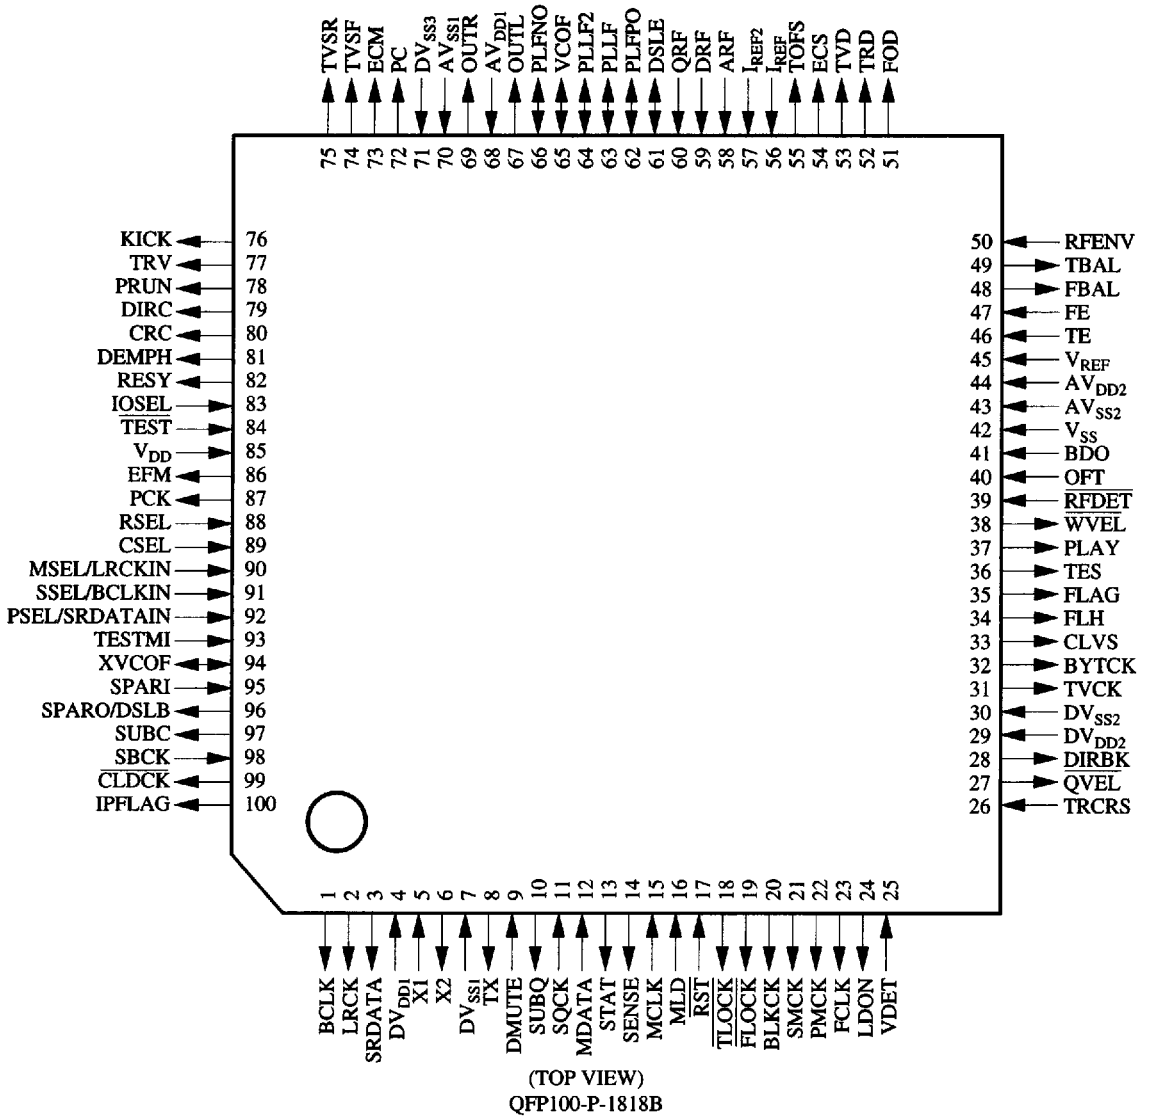 TVSR TVSF ECM PC DVSS3 AVSS1 OUTR AVDD1 OUTL PLFNO VCOF PLLF2 PLLF PLFPO DSLE QRF DRF ARF IREF2 IREF TOFS ECS TVD TRD FOD
75 74 73 72 71 70 69 68 67 66 65 64 63 62 61 60 59 58 57 56 55 54 53 52 51
KICK 76
TRV 77
PRUN 78
DIRC 79
CRC 80
DEMPH 81
RESY 82
IOSEL 83
TEST 84
VDD 85
EFM 86
PCK 87
RSEL 88
CSEL 89
MSEL/LRCKIN 90
SSEL/BCLKIN 91
PSEL/SRDATAIN 92
TESTMI 93
XVCOF 94
SPARI 95
SPARO/DSLB 96
SUBC 97
SBCK 98
CLDCK 99
IPFLAG 100
50 RFENV
49 TBAL
48 FBAL
47 FE
46 TE
45 VREF
44 AVDD2
43 AVSS2
42 VSS
41 BDO
40 OFT
39 RFDET
38 WVEL
37 PLAY
36 TES
35 FLAG
34 FLH
33 CLVS
32 BYTCK
31 TVCK
30 DVSS2
29 DVDD2
28 DIRBK
27 QVEL
26 TRCRS
1 2 3 4 5 6 7 8 9 10 11 12 13 14 15 16 17 18 19 20 21 22 23 24 25
BCLK LRCK SRDATA DVDD1 X1 X2 DVSS1 TX DMUTE SUBQ SQCK MDATA STAT SENSE MCLK MLD RST TLOCK FLOCK BLKCK SMCK PMCK FCLK LDON VDET
(TOP VIEW)
QFP100-P-1818B